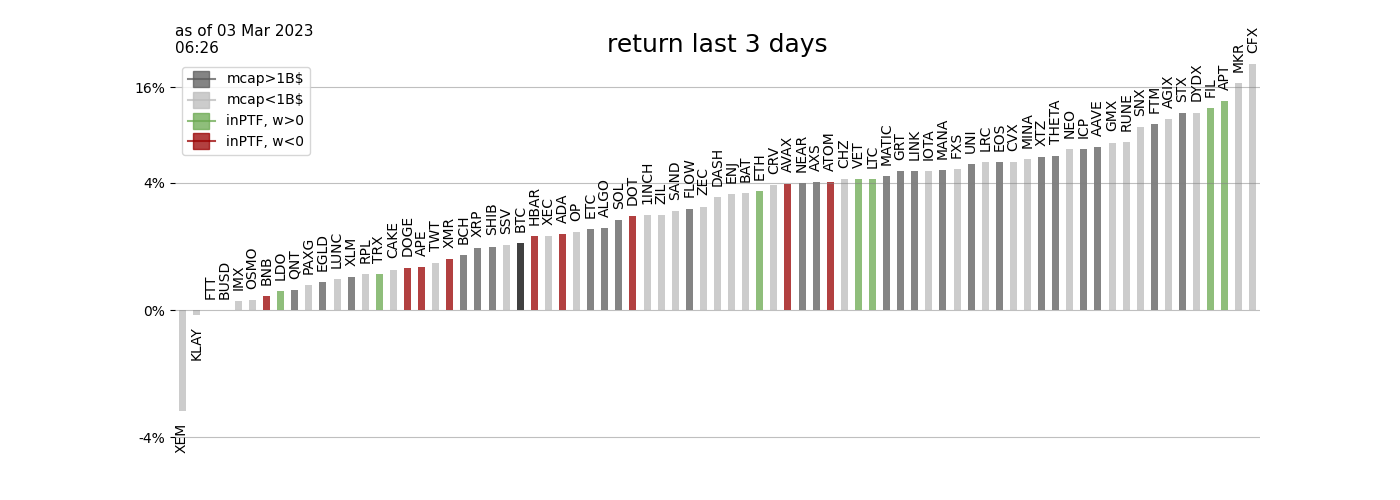 as of 03 Mar 2023
06:26
return last 3 days
mcap>1B$
mcap<1B$
inPTF, w>0
inPTF, w<0
16%
4%
0%
-4%
XEM
KLAY
FTT
BUSD
IMX
OSMO
BNB
LDO
QNT
PAXG
EGLD
LUNC
XLM
RPL
TRX
CAKE
DOGE
APE
TWT
XMR
BCH
XRP
SHIB
SSV
BTC
HBAR
XEC
ADA
OP
ETC
ALGO
SOL
DOT
1INCH
ZIL
SAND
FLOW
ZEC
DASH
ENJ
BAT
ETH
CRV
AVAX
NEAR
AXS
ATOM
CHZ
VET
LTC
MATIC
GRT
LINK
IOTA
MANA
FXS
UNI
LRC
EOS
CVX
MINA
XTZ
THETA
NEO
ICP
AAVE
GMX
RUNE
SNX
FTM
AGIX
STX
DYDX
FIL
APT
MKR
CFX